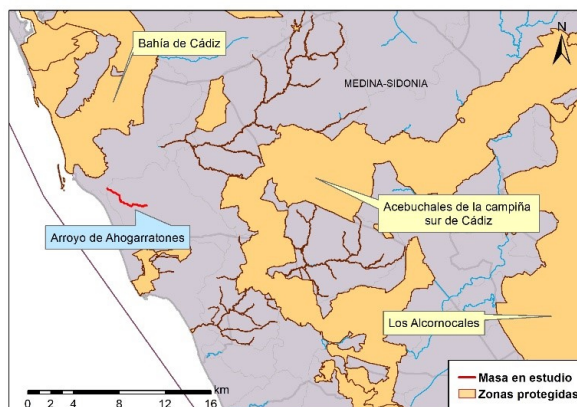 Bahía de Cádiz
N
MEDINA-SIDONIA
Acebuchales de la campiña
sur de Cádiz
Arroyo de Ahogarratones
Los Alcornocales
km
0 2 4 8 12 16
Masa en estudio
Zonas protegidas